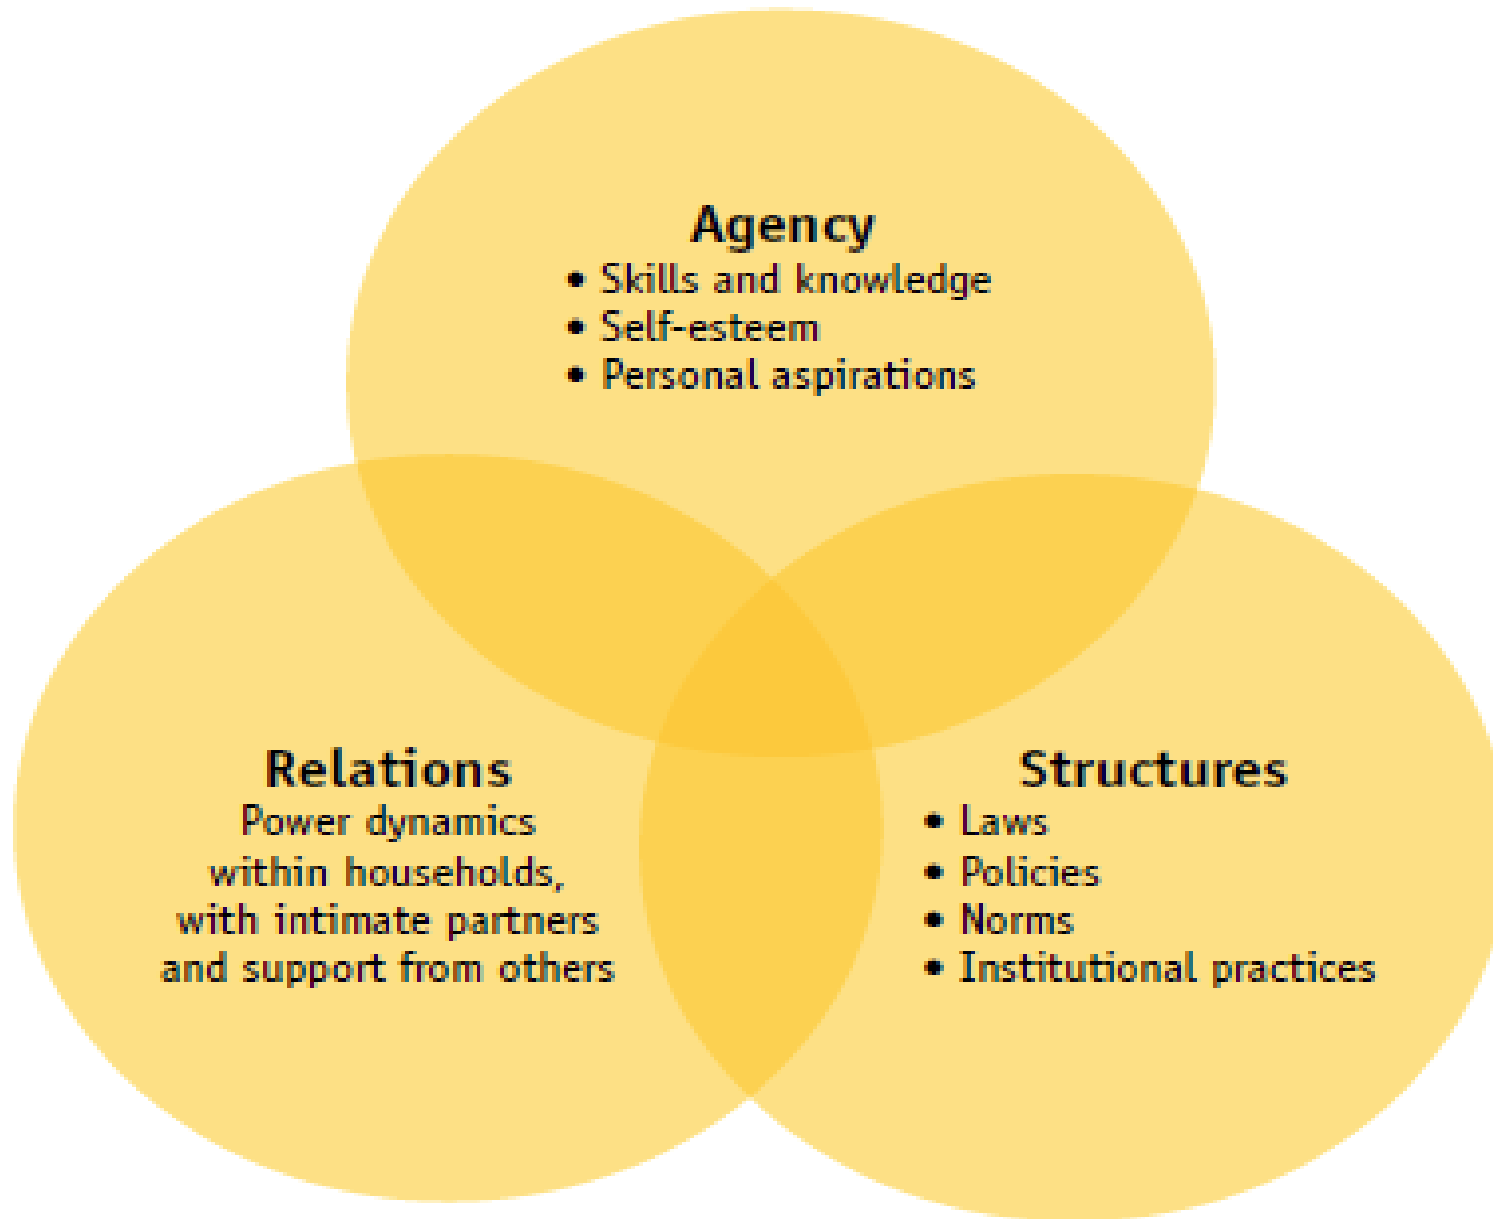 Agency
• Skills and knowledge
• Self-esteem
• Personal aspirations
Relations
Power dynamics
within households,
with intimate partners
and support from others
Structures
• Laws
• Policies
• Norms
• Institutional practices